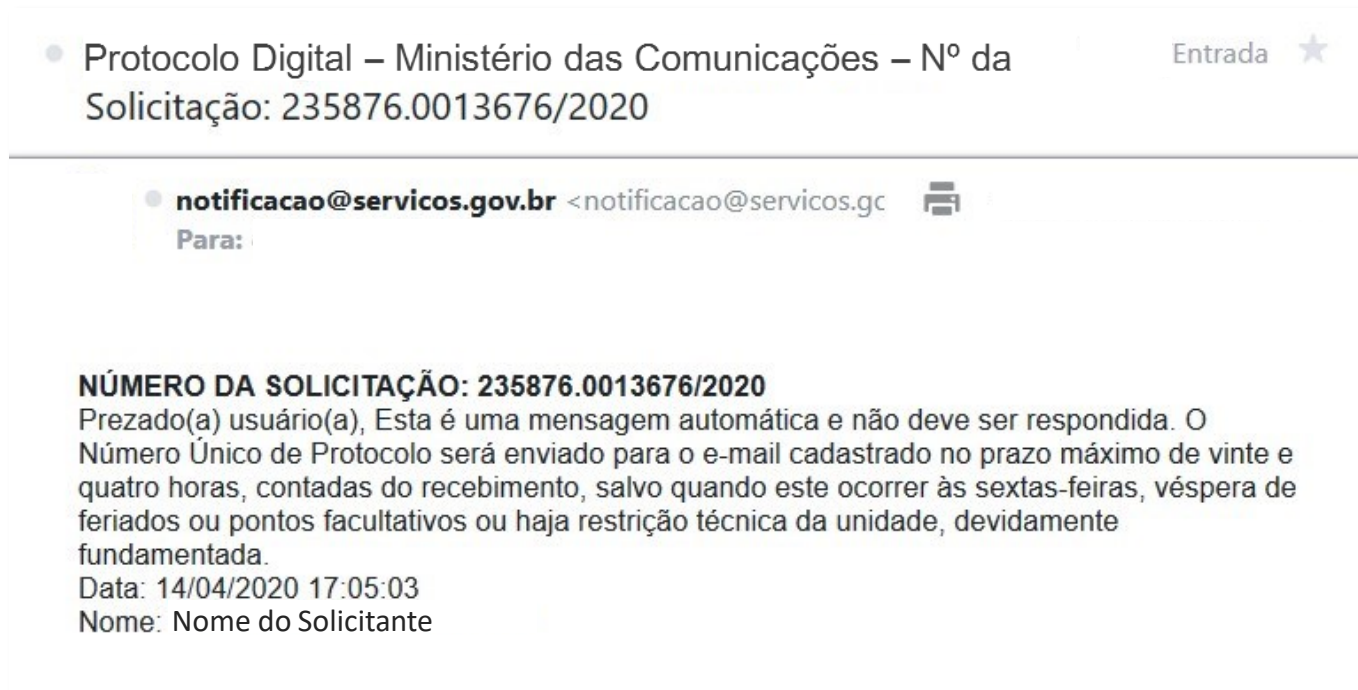 Protocolo Digital – Ministério das Comunicações – Nº da
Entrada
Solicitação: 235876.0013676/2020
notificacao@servicos.gov.br <notificacao@servicos.gc
Para:
NÚMERO DA SOLICITAÇÃO: 235876.0013676/2020
Prezado(a) usuário(a), Esta é uma mensagem automática e não deve ser respondida. O
Número Único de Protocolo será enviado para o e-mail cadastrado no prazo máximo de vinte e
quatro horas, contadas do recebimento, salvo quando este ocorrer às sextas-feiras, véspera de
feriados ou pontos facultativos ou haja restrição técnica da unidade, devidamente
fundamentada.
Data: 14/04/2020 17:05:03
Nome: Nome do Solicitante